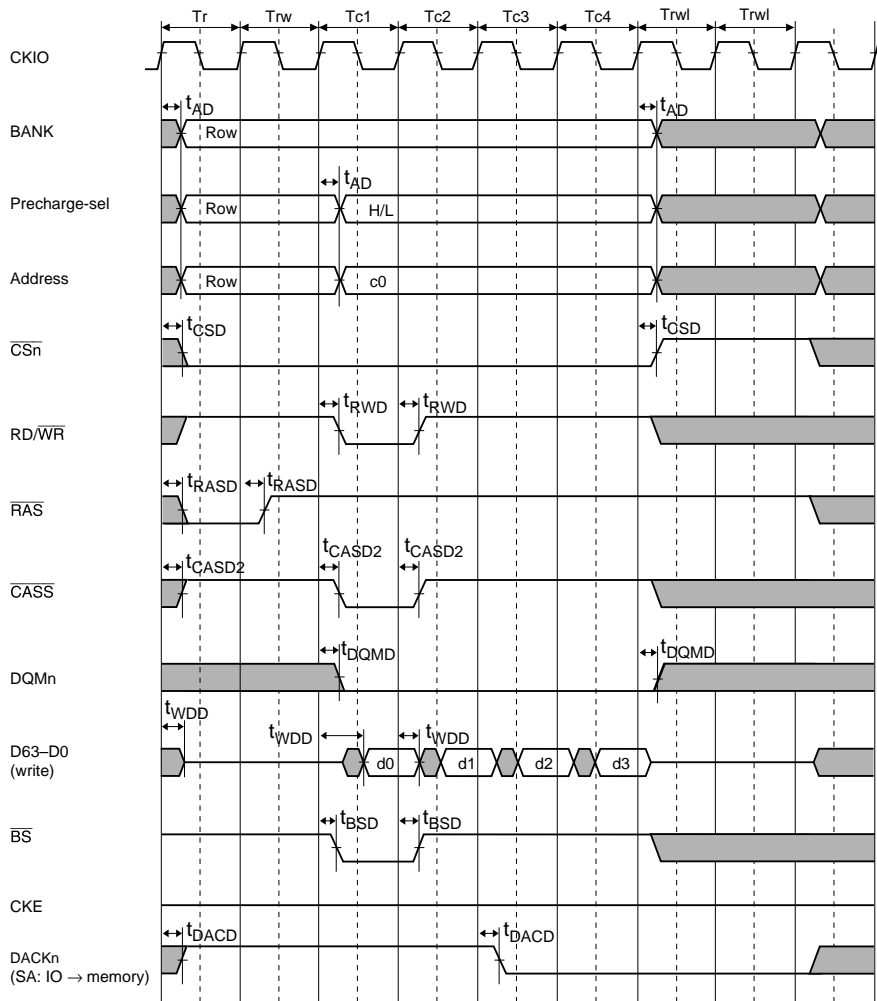 Tr Trw Tc1 Tc2 Tc3 Tc4 Trwl Trwl
CKIO
tAD tAD
BANK Row
tAD
Precharge-sel Row H/L
Address Row c0
tCSD tCSD
CSn
tRWD tRWD
RD/WR
tRASD tRASD
RAS
tCASD2 tCASD2 tCASD2
CASS
tDQMD tDQMD
DQMn
tWDD tWDD tWDD
D63–D0 d0 d1 d2 d3
(write)
tBSD tBSD
BS
CKE
tDACD tDACD
DACKn
(SA: IO → memory)